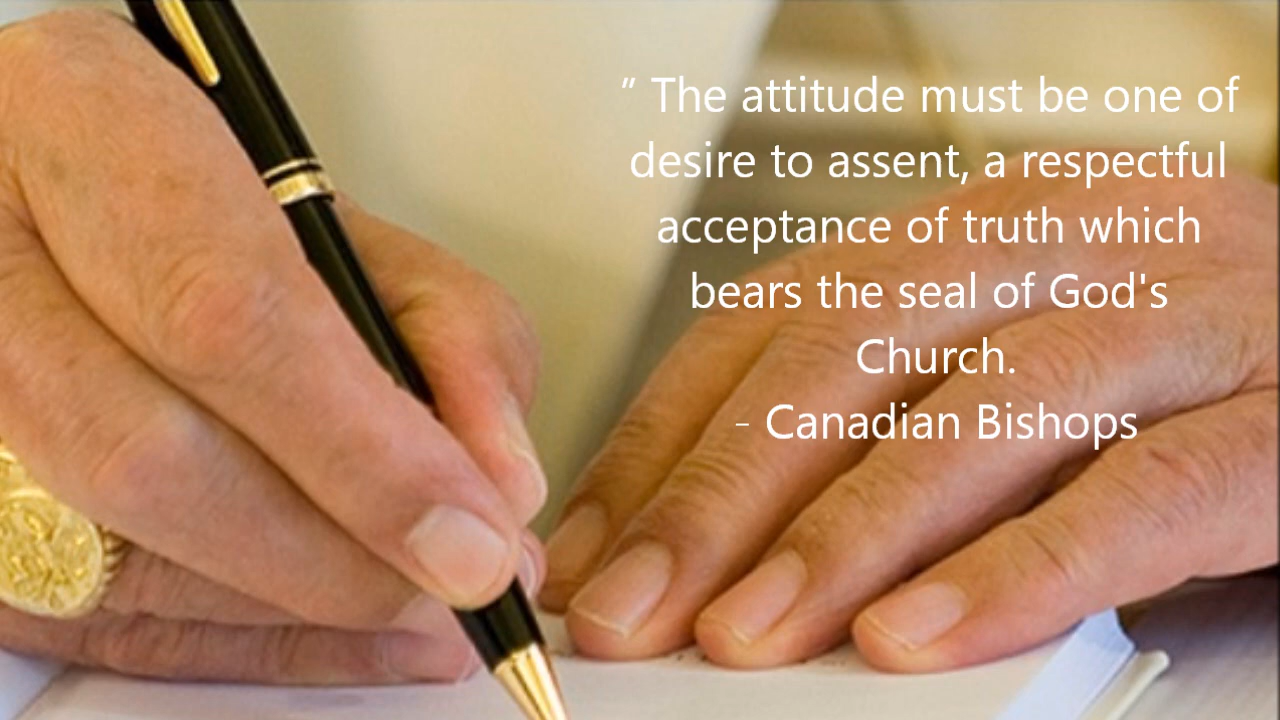 " The attitude must be one of
desire to assent, a respectful
acceptance of truth which
bears the seal of God's
Church.
- Canadian Bishops